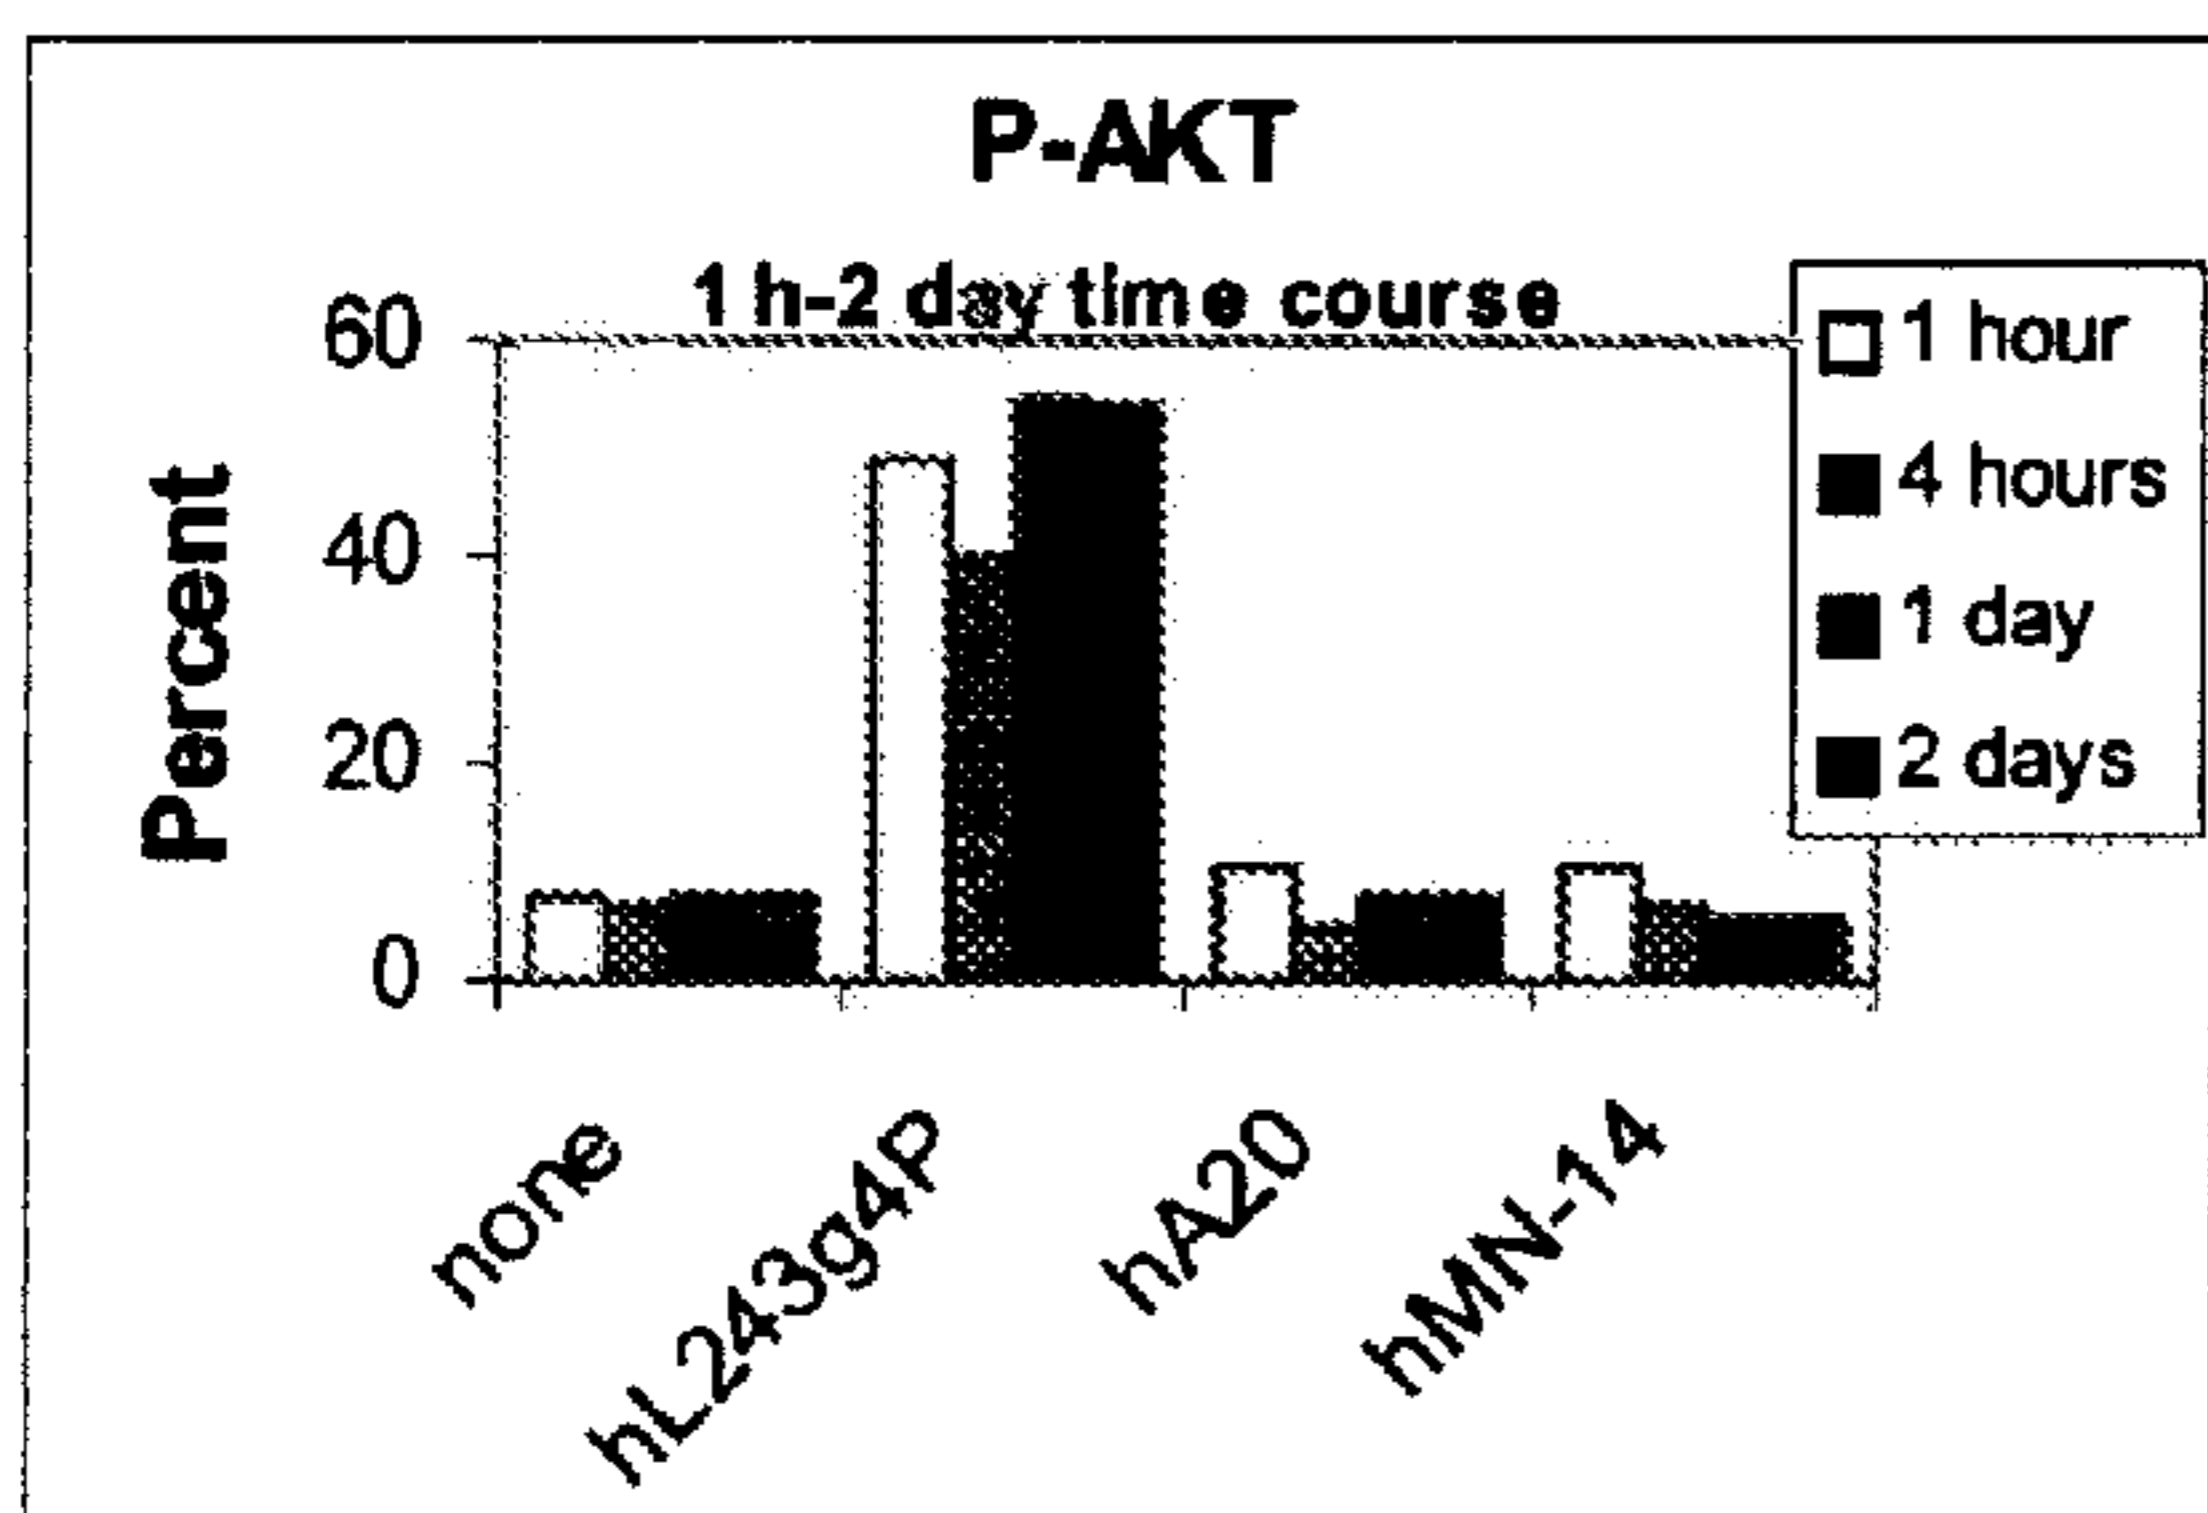 P-AKT
1 h-2 day time course
Percent
60
40
20
0
1 hour
4 hours
1 day
2 days
none
hL243g4P
hA20
hMN-14